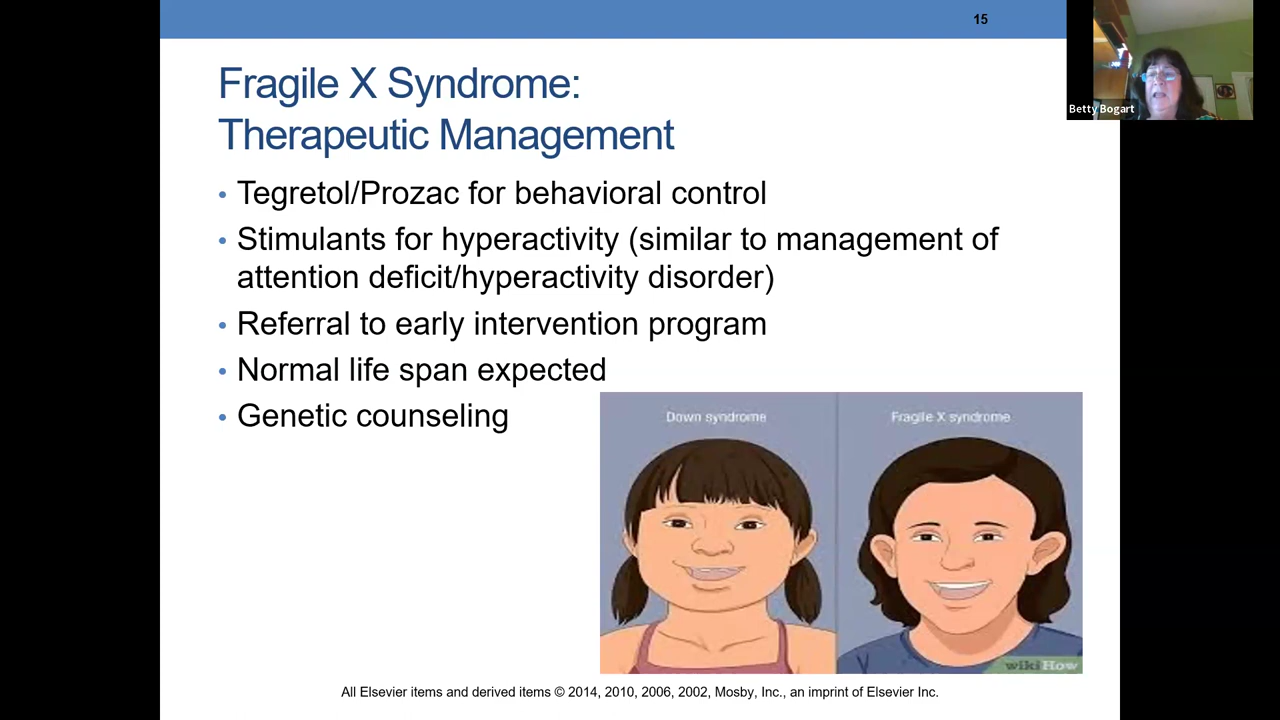 15
Betty Bogart
Fragile X Syndrome:
Therapeutic Management
• Tegretol/Prozac for behavioral control
• Stimulants for hyperactivity (similar to management of
attention deficit/hyperactivity disorder)
• Referral to early intervention program
• Normal life span expected
• Genetic counseling
Down syndrome
Fragile X syndrome
wikiHow
All Elsevier items and derived items © 2014, 2010, 2006, 2002, Mosby, Inc., an imprint of Elsevier Inc.